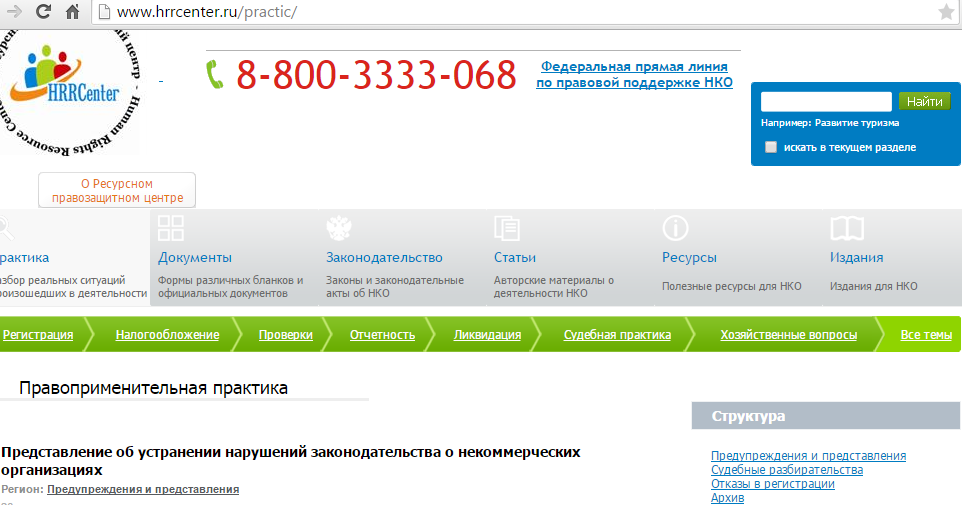 www.hrrcenter.ru/practic/
HRRCenter
Human Rights Resource
центр
-
8-800-3333-068
Федеральная прямая линия
по правовой поддержке НКО
Найти
Например: Развитие туризма
искать в текущем разделе
О Ресурсном
правозащитном центре
рактика
азбор реальных ситуаций
роизошедших в деятельности
Документы
Формы различных бланков и
официальных документов
Законодательство
Законы и законодательные
акты об НКО
Статьи
Авторские материалы о
деятельности НКО
Ресурсы
Полезные ресурсы для НКО
Издания
Издания для НКО
Регистрация
Налогообложение
Проверки
Отчетность
Ликвидация
Судебная практика
Хозяйственные вопросы
Все темы
Правоприменительная практика
Представление об устранении нарушений законодательства о некоммерческих
организациях
Регион: Предупреждения и представления
Структура
Предупреждения и представления
Судебные разбирательства
Отказы в регистрации
Архив